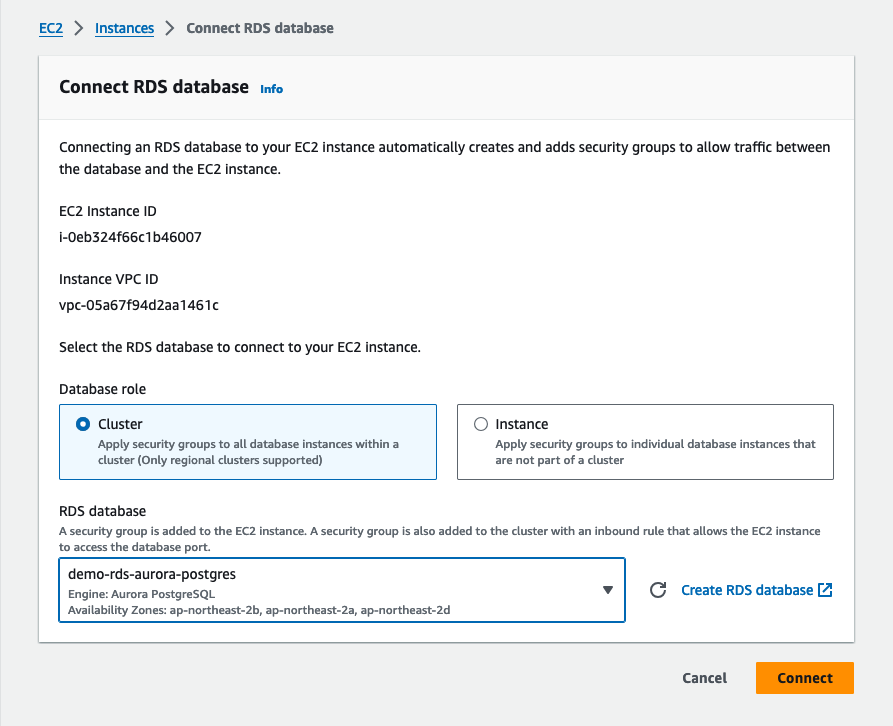 EC2 > Instances > Connect RDS database
Connect RDS database Info
Connecting an RDS database to your EC2 instance automatically creates and adds security groups to allow traffic between
the database and the EC2 instance.
EC2 Instance ID
i-0eb324f66c1b46007
Instance VPC ID
vpc-05a67f94d2aa1461c
Select the RDS database to connect to your EC2 instance.
Database role
Cluster
Apply security groups to all database instances within a
cluster (Only regional clusters supported)
Instance
Apply security groups to individual database instances that
are not part of a cluster
RDS database
A security group is added to the EC2 instance. A security group is also added to the cluster with an inbound rule that allows the EC2 instance
to access the database port.
demo-rds-aurora-postgres
Engine: Aurora PostgreSQL
Availability Zones: ap-northeast-2b, ap-northeast-2a, ap-northeast-2d
Create RDS database
Cancel
Connect